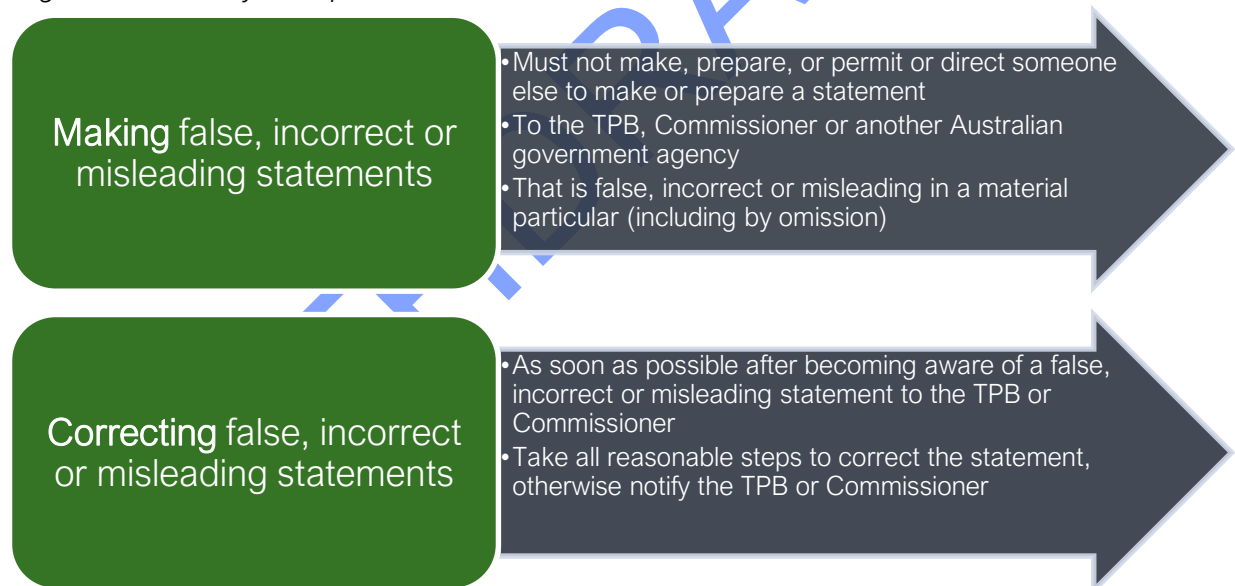 Making false, incorrect or
misleading statements
•Must not make, prepare, or permit or direct someone
else to make or prepare a statement
•To the TPB, Commissioner or another Australian
government agency
•That is false, incorrect or misleading in a material
particular (including by omission)
Correcting false, incorrect
or misleading statements
•As soon as possible after becoming aware of a false,
incorrect or misleading statement to the TPB or
Commissioner
•Take all reasonable steps to correct the statement,
otherwise notify the TPB or Commissioner